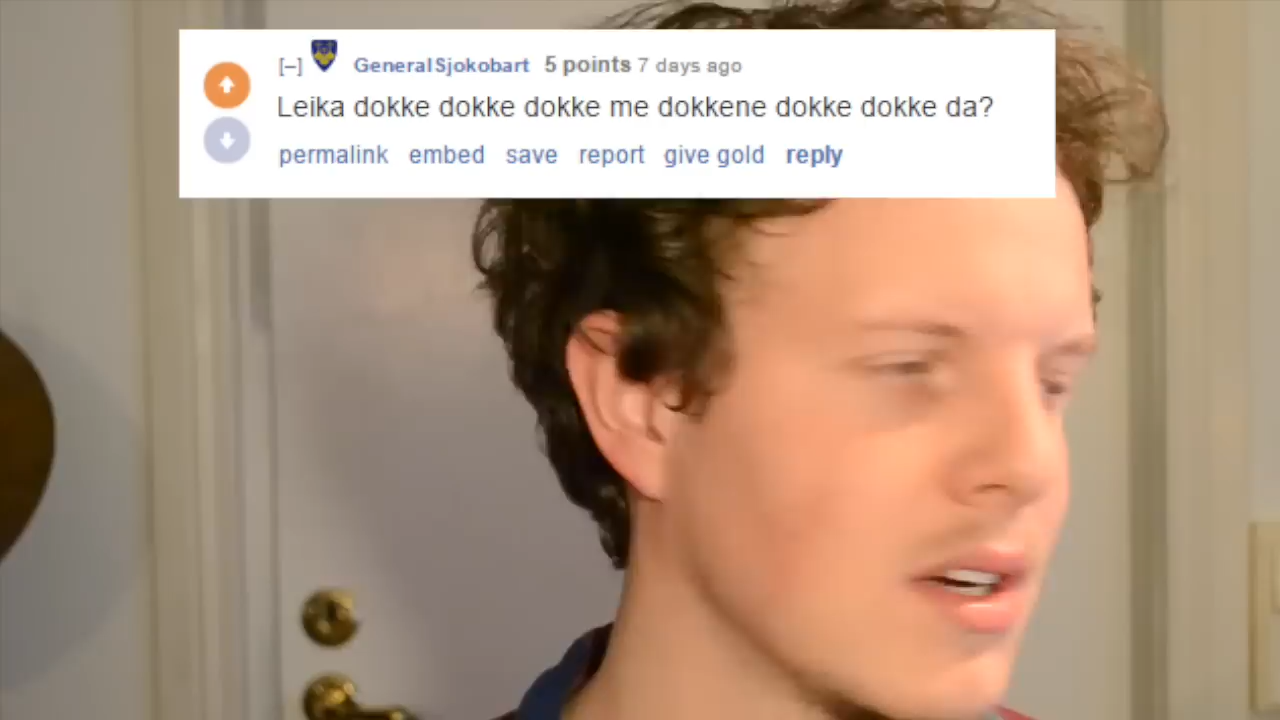 [–] GeneralSjokobart 5 points 7 days ago
Leika dokke dokke dokke me dokkene dokke dokke da?
permalink embed save report give gold reply